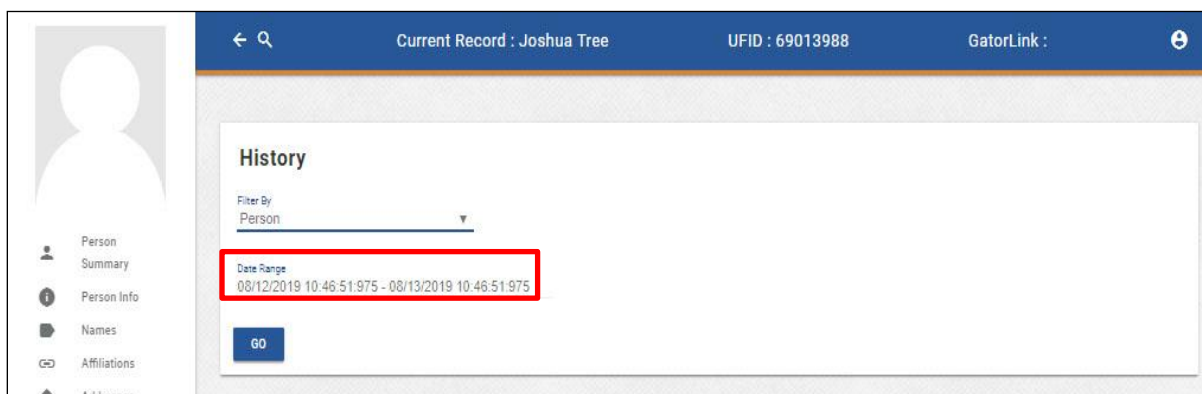 Current Record : Joshua Tree UFID : 69013988 GatorLink :
History
Filter By
Person
Date Range
08/12/2019 10:46:51:975 - 08/13/2019 10:46:51:975
GO
Person
Summary
Person Info
Names
Affiliations